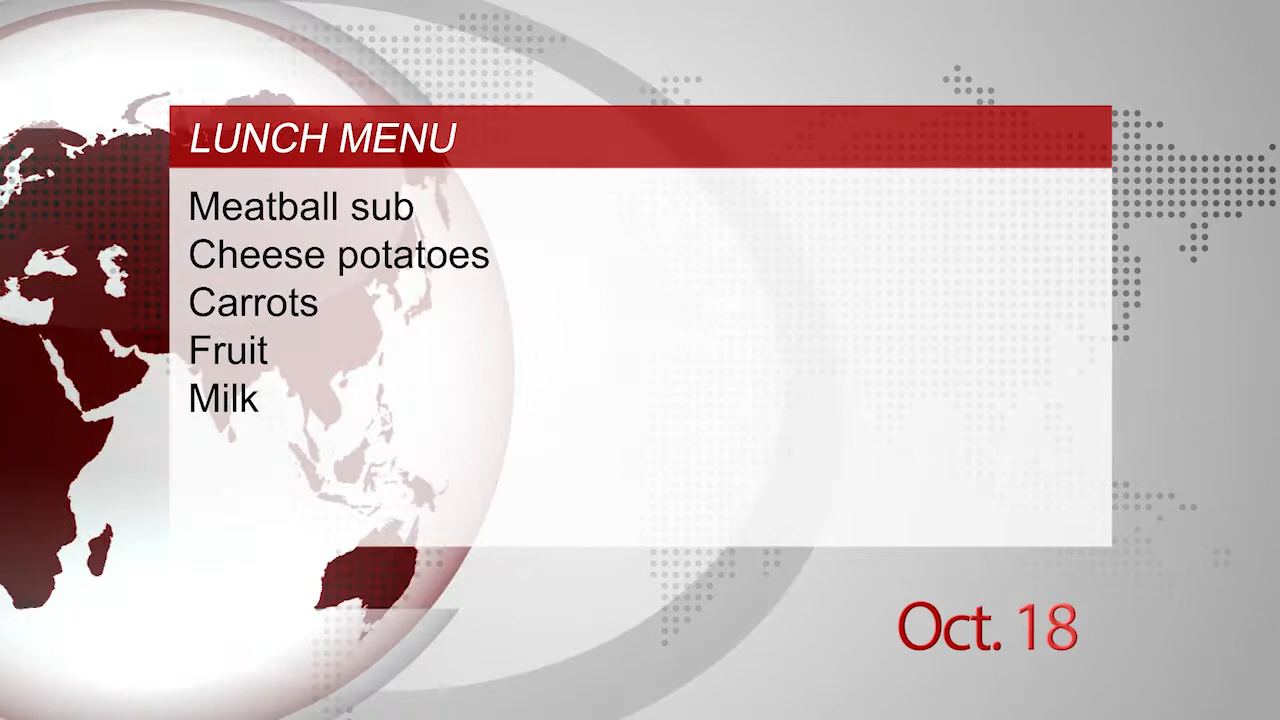 LUNCH MENU
Meatball sub
Cheese potatoes
Carrots
Fruit
Milk
Oct. 18